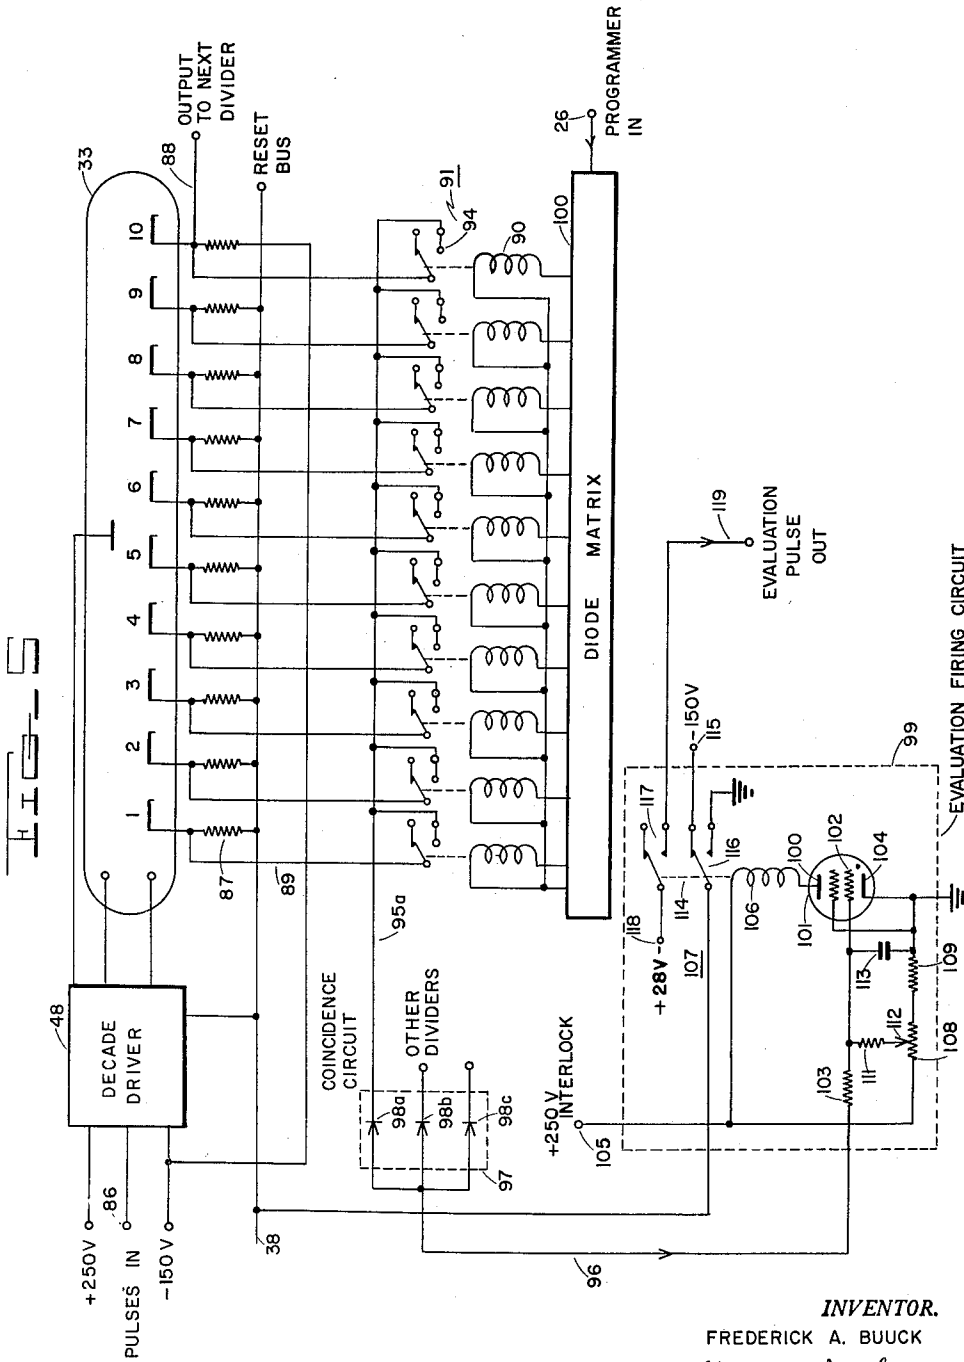 FIG-5
+250V
86
PULSES IN
-150V
48
DECADE
DRIVER
33
1
2
3
4
5
6
7
8
9
10
OUTPUT
TO NEXT
DIVIDER
88
RESET
BUS
87
89
38
95a
91
94
90
COINCIDENCE
CIRCUIT
98a
98b
98c
97
OTHER
DIVIDERS
96
100
DIODE MATRIX
26
PROGRAMMER
IN
+250V
INTERLOCK
105
+28V
118
117
107
114
116
-150V
115
119
EVALUATION
PULSE
OUT
99
EVALUATION FIRING CIRCUIT
106
101
100
102
104
113
103
111
112
108
109
INVENTOR.
FREDERICK A. BUUCK